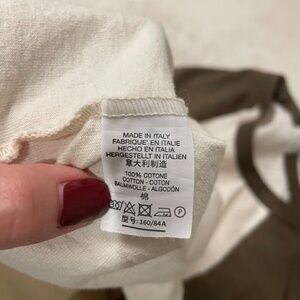 MADE IN ITALY
FABRIQUE' EN ITALIE
HECHO EN ITALIA
HERGESTELLT IN ITALIEN
意大利制造
100% COTONE
COTTON - COTON
BAUMWOLLE - ALGODÓN
棉
P
型号: 160/84A